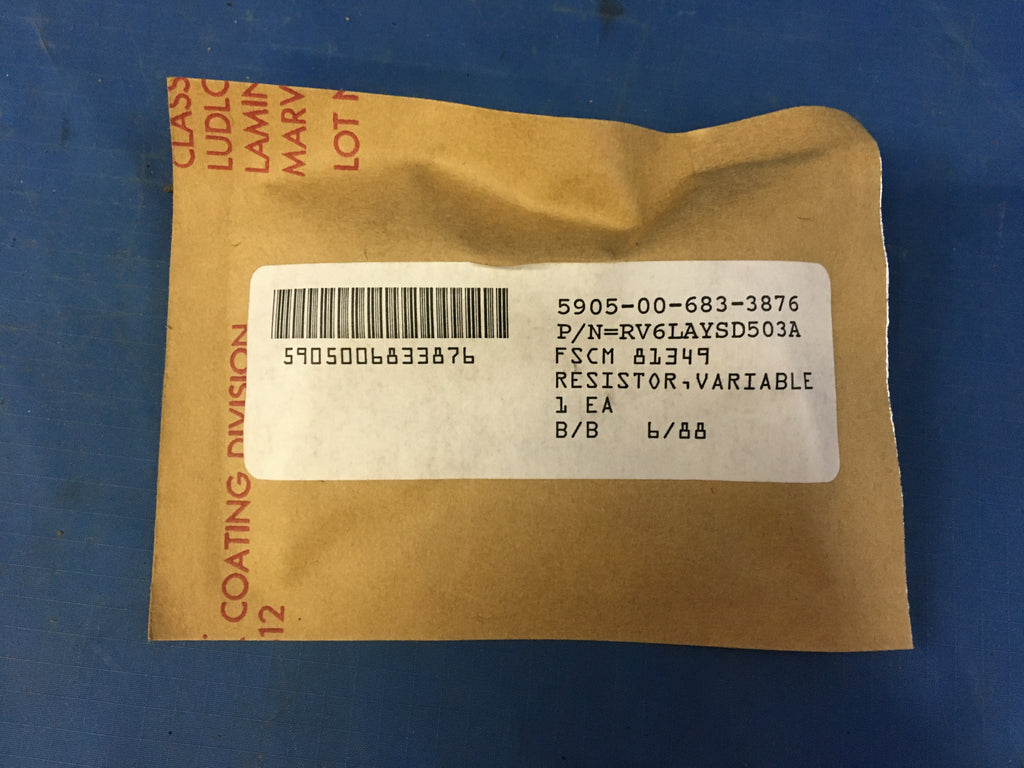 CLASS
LUDLC
LAMIN
MARV
LOT N
COATING DIVISION
12
5905006833876
5905-00-683-3876
P/N=RV6LAYSD503A
FSCM 81349
RESISTOR,VARIABLE
1 EA
B/B 6/88